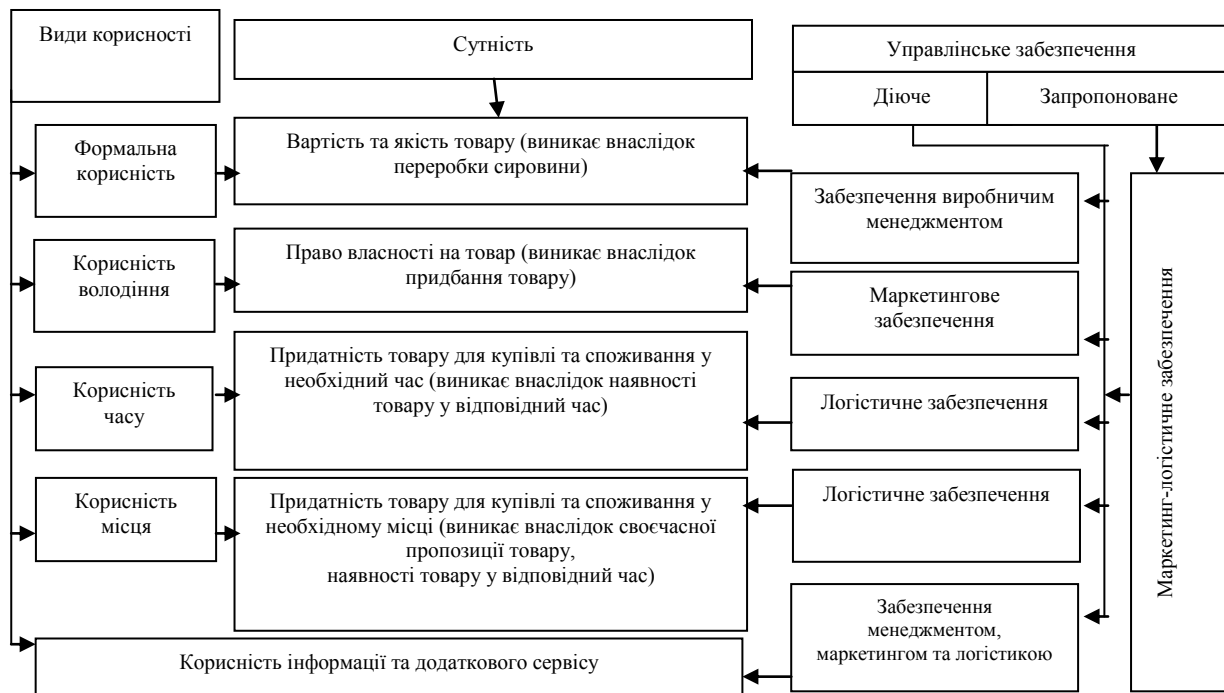 Види корисності
Сутність
Управлінське забезпечення
Діюче
Запропоноване
Формальна
корисність
Вартість та якість товару (виникає внаслідок
переробки сировини)
Забезпечення виробничим
менеджментом
Корисність
володіння
Право власності на товар (виникає внаслідок
придбання товару)
Маркетингове
забезпечення
Корисність
часу
Придатність товару для купівлі та споживання у
необхідний час (виникає внаслідок наявності
товару у відповідний час)
Логістичне забезпечення
Корисність
місця
Придатність товару для купівлі та споживання у
необхідному місці (виникає внаслідок своєчасної
пропозиції товару,
наявності товару у відповідний час)
Логістичне забезпечення
Корисність інформації та додаткового сервісу
Забезпечення
менеджментом,
маркетингом та логістикою
Маркетинг-логістичне забезпечення